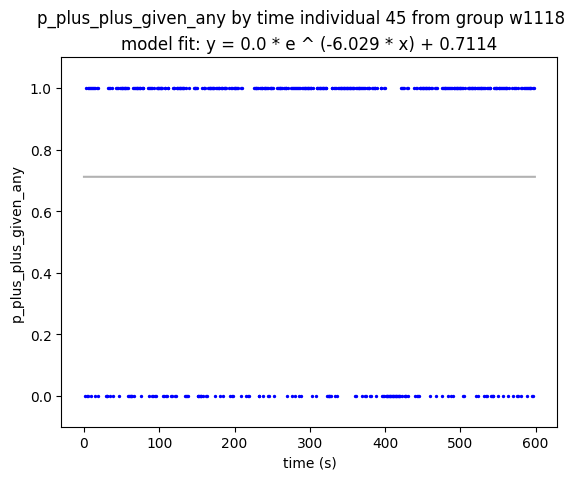 p_plus_plus_given_any by time individual 45 from group w1118
model fit: y = 0.0 * e ^ (-6.029 * x) + 0.7114
p_plus_plus_given_any
1.0
0.8
0.6
0.4
0.2
0.0
0 100 200 300 400 500 600
time (s)